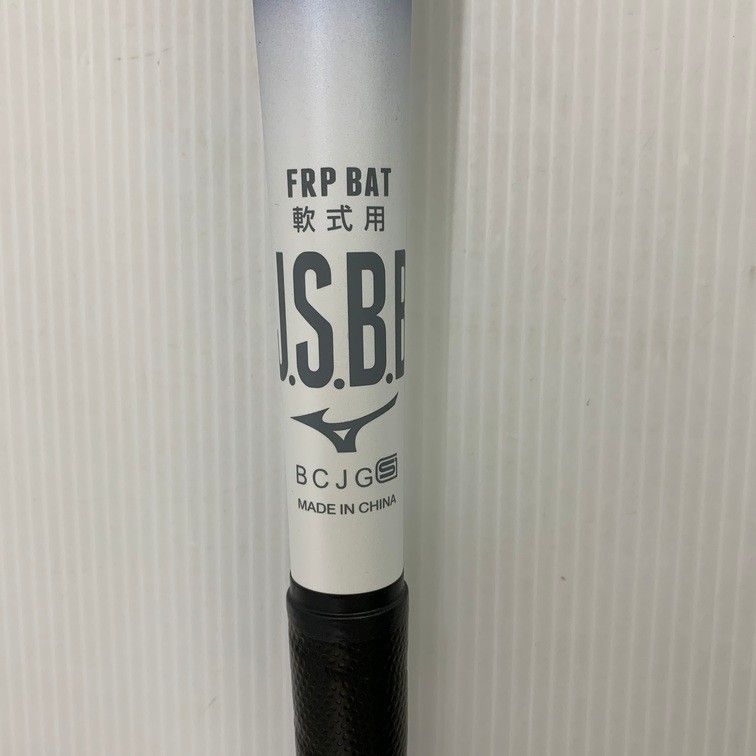 FRP BAT
軟式用
J.S.B.B
BCJG S
MADE IN CHINA